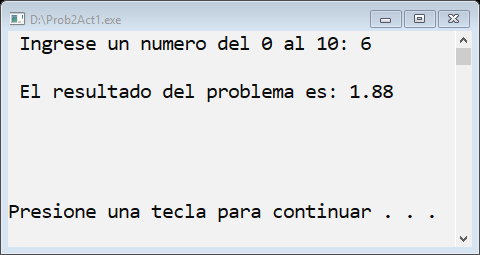 D:\Prob2Act1.exe
Ingrese un numero del 0 al 10: 6
El resultado del problema es: 1.88
Presione una tecla para continuar . . .